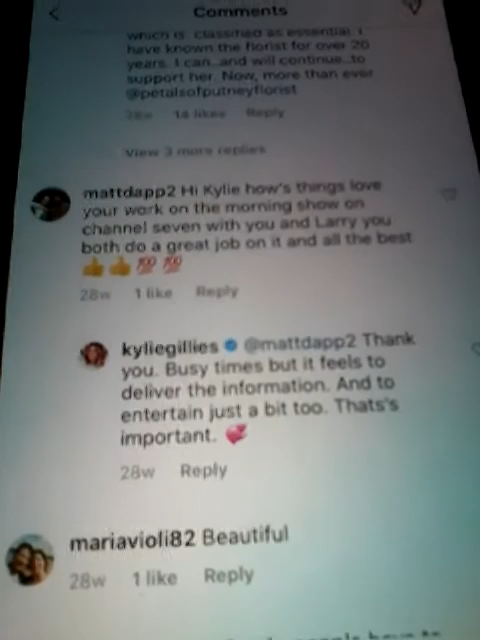 Comments
which is classified as essential. I
have known the florist for over 20
years. I can..and will continue..to
support her. Now, more than ever
@petalsofputneyflorist
28w 14 likes Reply
View 3 more replies
mattdapp2 Hi Kylie how's things love
your work on the morning show on
channel seven with you and Larry you
both do a great job on it and all the best
👍👍💯💯
28w 1 like Reply
kyliegillies @mattdapp2 Thank
you. Busy times but it feels to
deliver the information. And to
entertain just a bit too. Thats's
important. 💞
28w Reply
mariavioli82 Beautiful
28w 1 like Reply